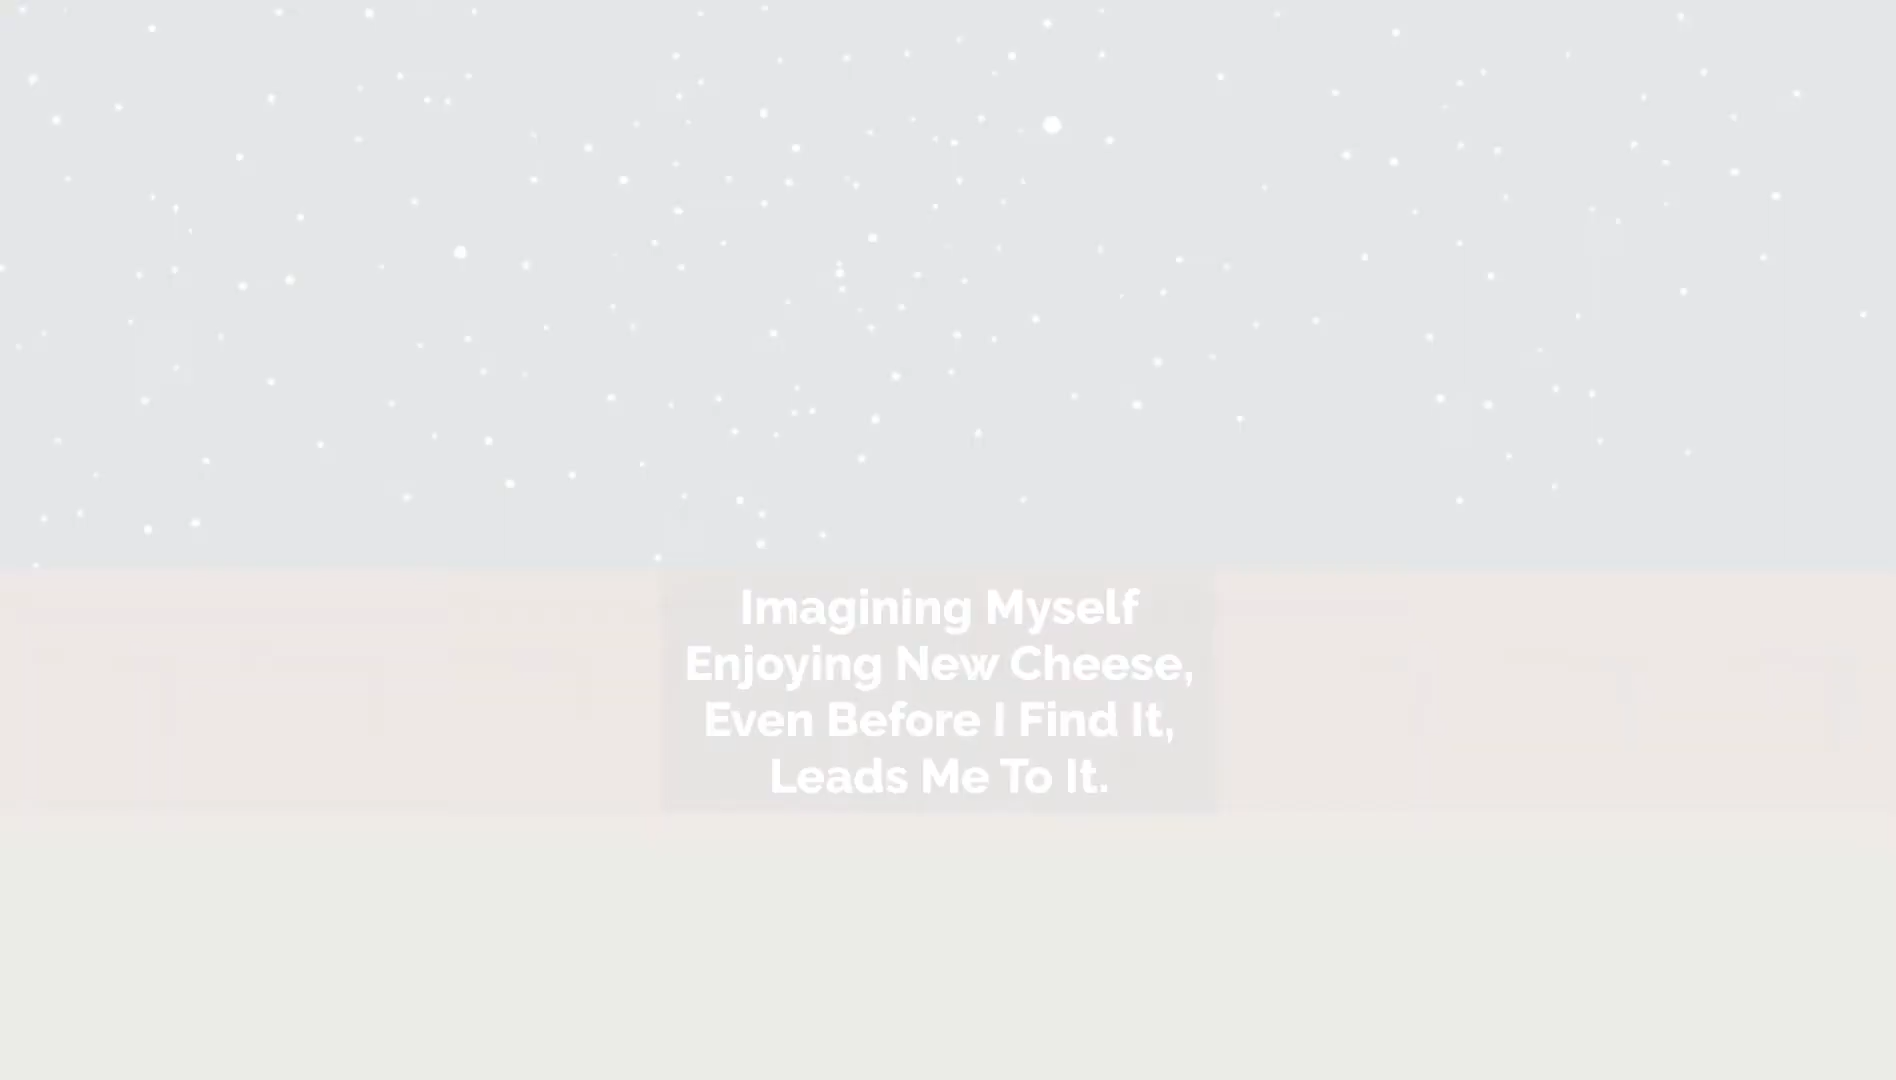 Imagining Myself
Enjoying New Cheese,
Even Before I Find It,
Leads Me To It.